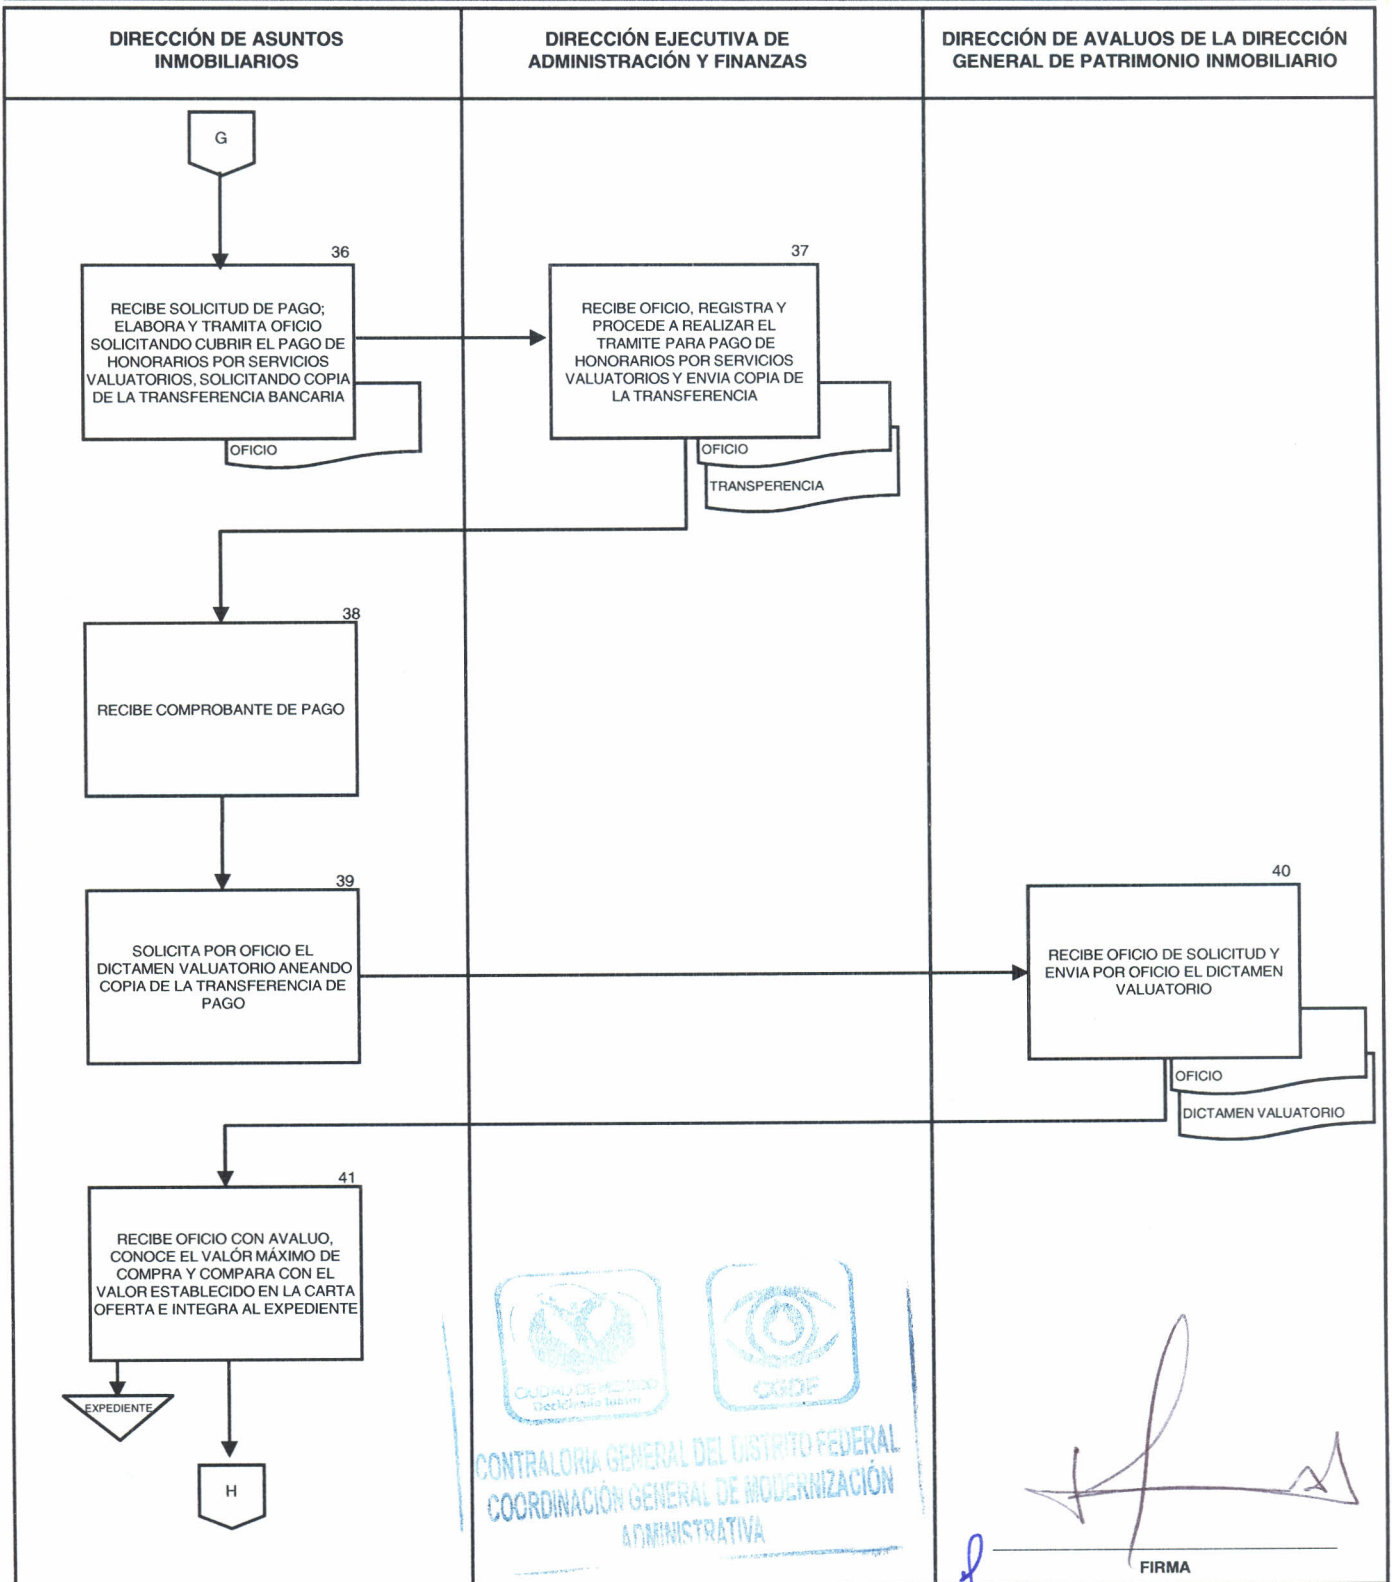 DIRECCIÓN DE ASUNTOS
INMOBILIARIOS
DIRECCIÓN EJECUTIVA DE
ADMINISTRACIÓN Y FINANZAS
DIRECCIÓN DE AVALUOS DE LA DIRECCIÓN
GENERAL DE PATRIMONIO INMOBILIARIO
G
36
RECIBE SOLICITUD DE PAGO;
ELABORA Y TRAMITA OFICIO
SOLICITANDO CUBRIR EL PAGO DE
HONORARIOS POR SERVICIOS
VALUATORIOS, SOLICITANDO COPIA
DE LA TRANSFERENCIA BANCARIA
OFICIO
37
RECIBE OFICIO, REGISTRA Y
PROCEDE A REALIZAR EL
TRAMITE PARA PAGO DE
HONORARIOS POR SERVICIOS
VALUATORIOS Y ENVIA COPIA DE
LA TRANSFERENCIA
OFICIO
TRANSPERENCIA
38
RECIBE COMPROBANTE DE PAGO
39
SOLICITA POR OFICIO EL
DICTAMEN VALUATORIO ANEANDO
COPIA DE LA TRANSFERENCIA DE
PAGO
40
RECIBE OFICIO DE SOLICITUD Y
ENVIA POR OFICIO EL DICTAMEN
VALUATORIO
OFICIO
DICTAMEN VALUATORIO
41
RECIBE OFICIO CON AVALUO,
CONOCE EL VALÓR MÁXIMO DE
COMPRA Y COMPARA CON EL
VALOR ESTABLECIDO EN LA CARTA
OFERTA E INTEGRA AL EXPEDIENTE
EXPEDIENTE
H
CIUDAD DE MÉXICO
CGDF
CONTRALORIA GENERAL DEL DISTRITO FEDERAL
COORDINACIÓN GENERAL DE MODERNIZACIÓN
ADMINISTRATIVA
FIRMA